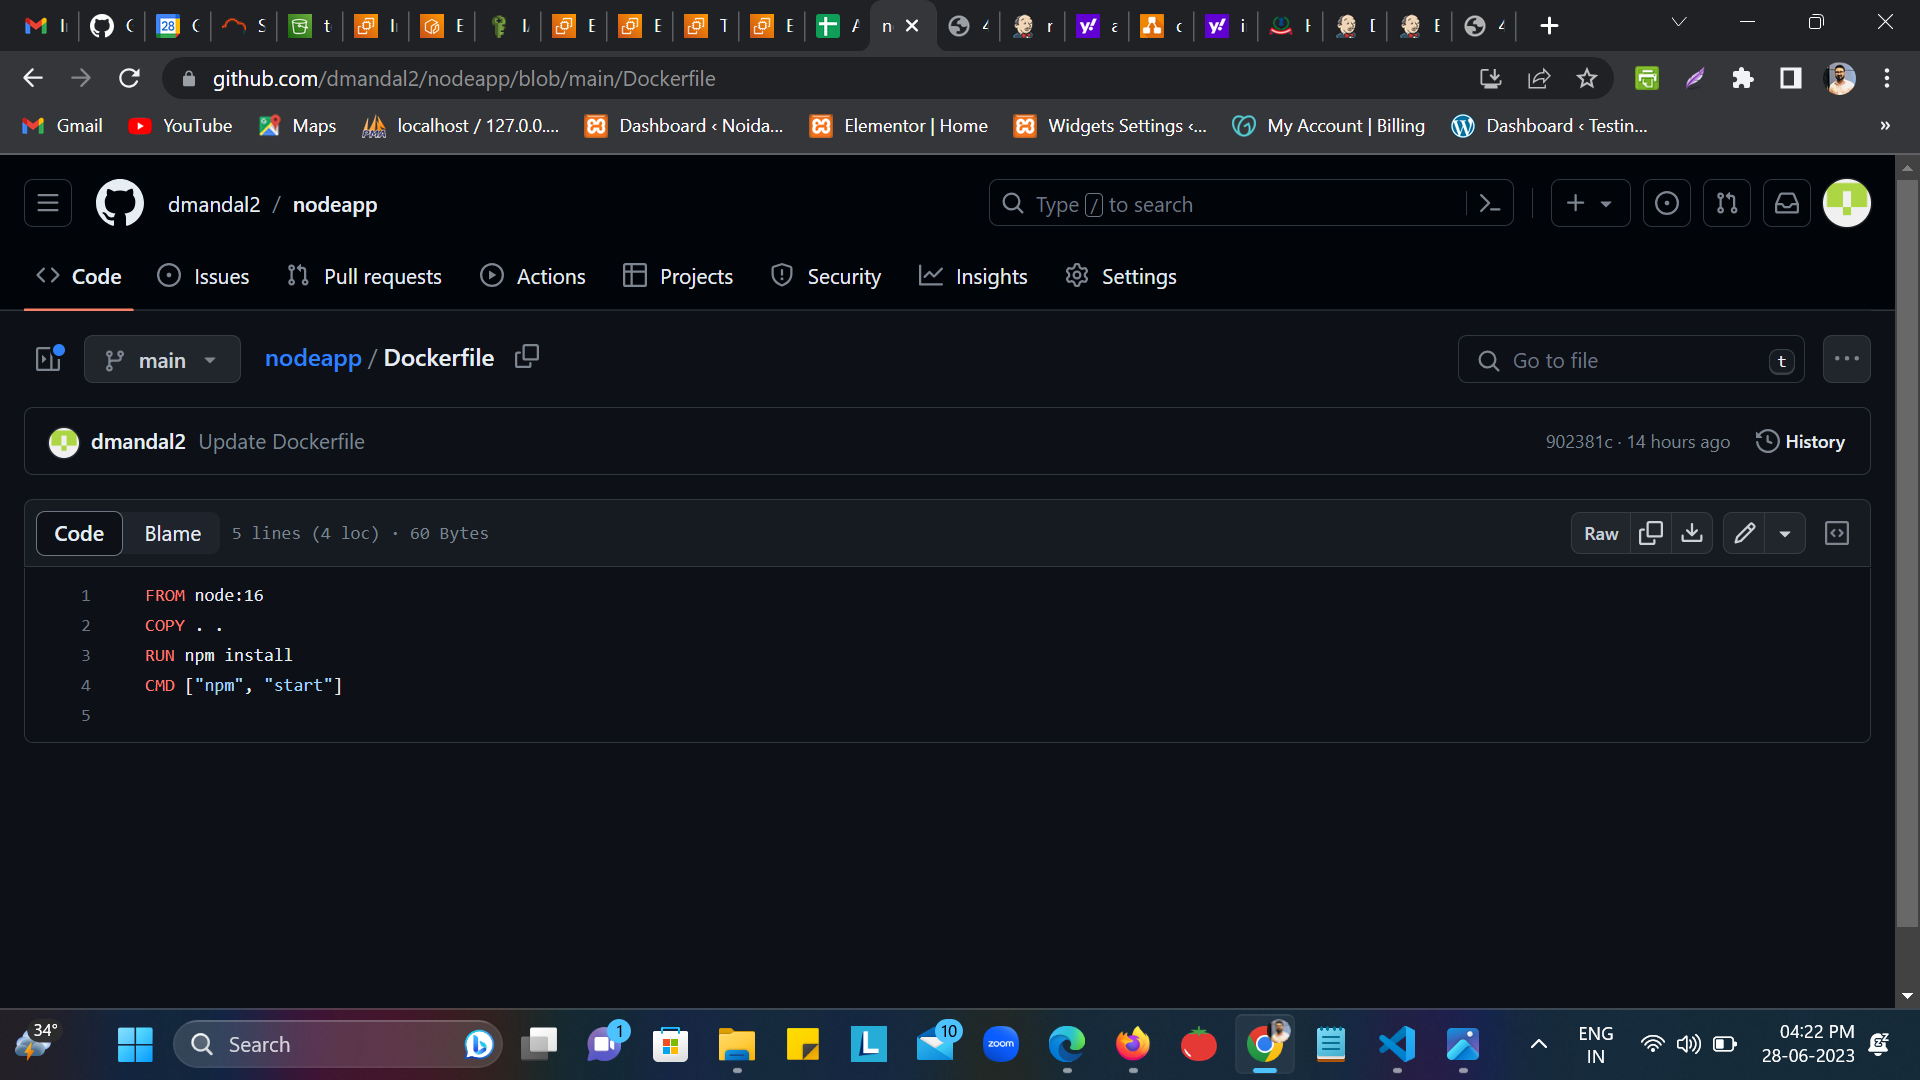 github.com/dmandal2/nodeapp/blob/main/Dockerfile
Gmail YouTube Maps localhost / 127.0.0.... Dashboard ‹ Noida... Elementor | Home Widgets Settings ‹... My Account | Billing Dashboard ‹ Testin... »
dmandal2 / nodeapp Type / to search
Code Issues Pull requests Actions Projects Security Insights Settings
main nodeapp / Dockerfile Go to file t
dmandal2 Update Dockerfile 902381c · 14 hours ago History
Code Blame 5 lines (4 loc) · 60 Bytes Raw
1 FROM node:16
2 COPY . .
3 RUN npm install
4 CMD ["npm", "start"]
5
34° Search 1 L 10 zoom ENG 04:22 PM
IN 28-06-2023